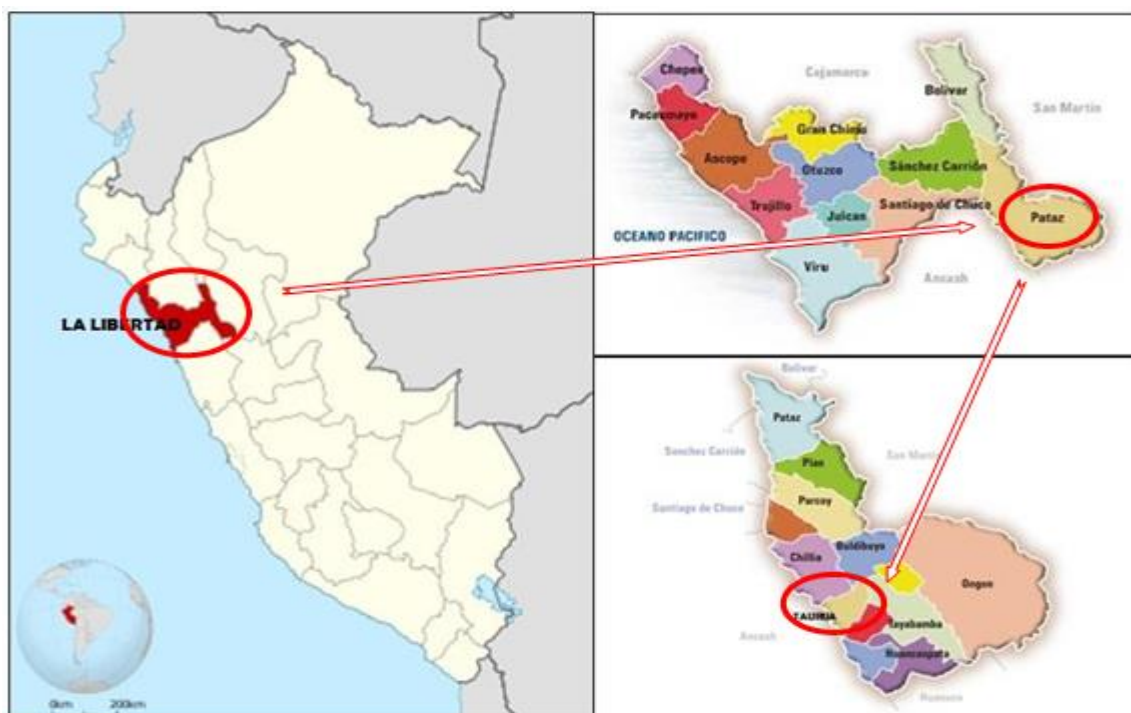 LA LIBERTAD
0km 200km
Chepen
Cajamarca
Bolivar
San Martin
Pacasmayo
Gran Chimu
Ascope
Otuzco
Sánchez Carrión
Trujillo
Julcan
Santiago de Chuco
Pataz
OCEANO PACIFICO
Viru
Ancash
Bolivar
Pataz
Sanchez Carrión
San Martin
Pias
Parcoy
Santiago de Chuco
Buldibuyo
Chillia
Ongon
TAURIJA
Tayabamba
Ancash
Huancaspata
Huanuco